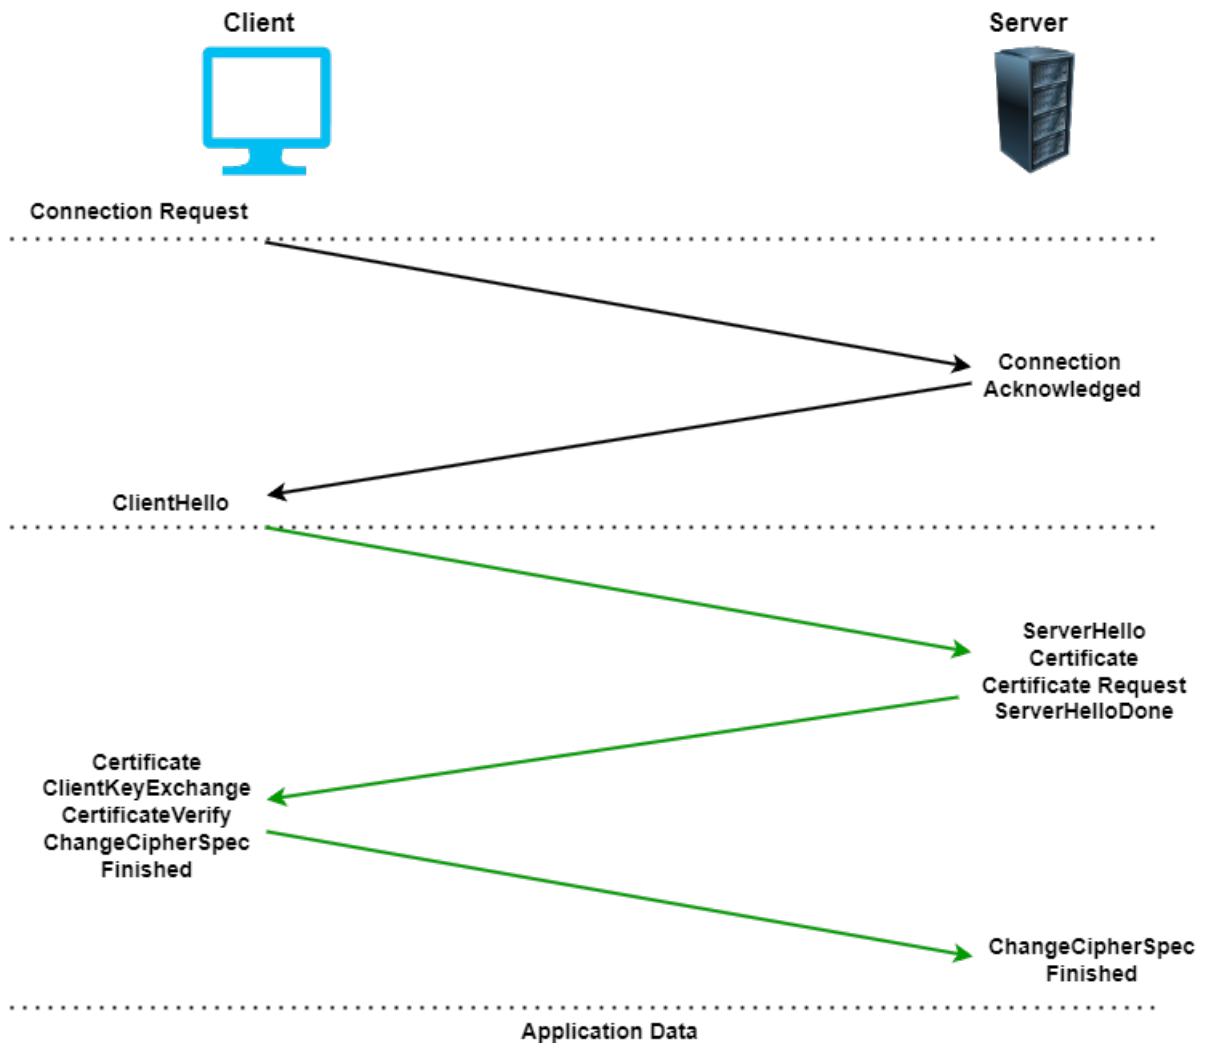 Client
Server
Connection Request
Connection
Acknowledged
ClientHello
ServerHello
Certificate
Certificate Request
ServerHelloDone
Certificate
ClientKeyExchange
CertificateVerify
ChangeCipherSpec
Finished
ChangeCipherSpec
Finished
Application Data